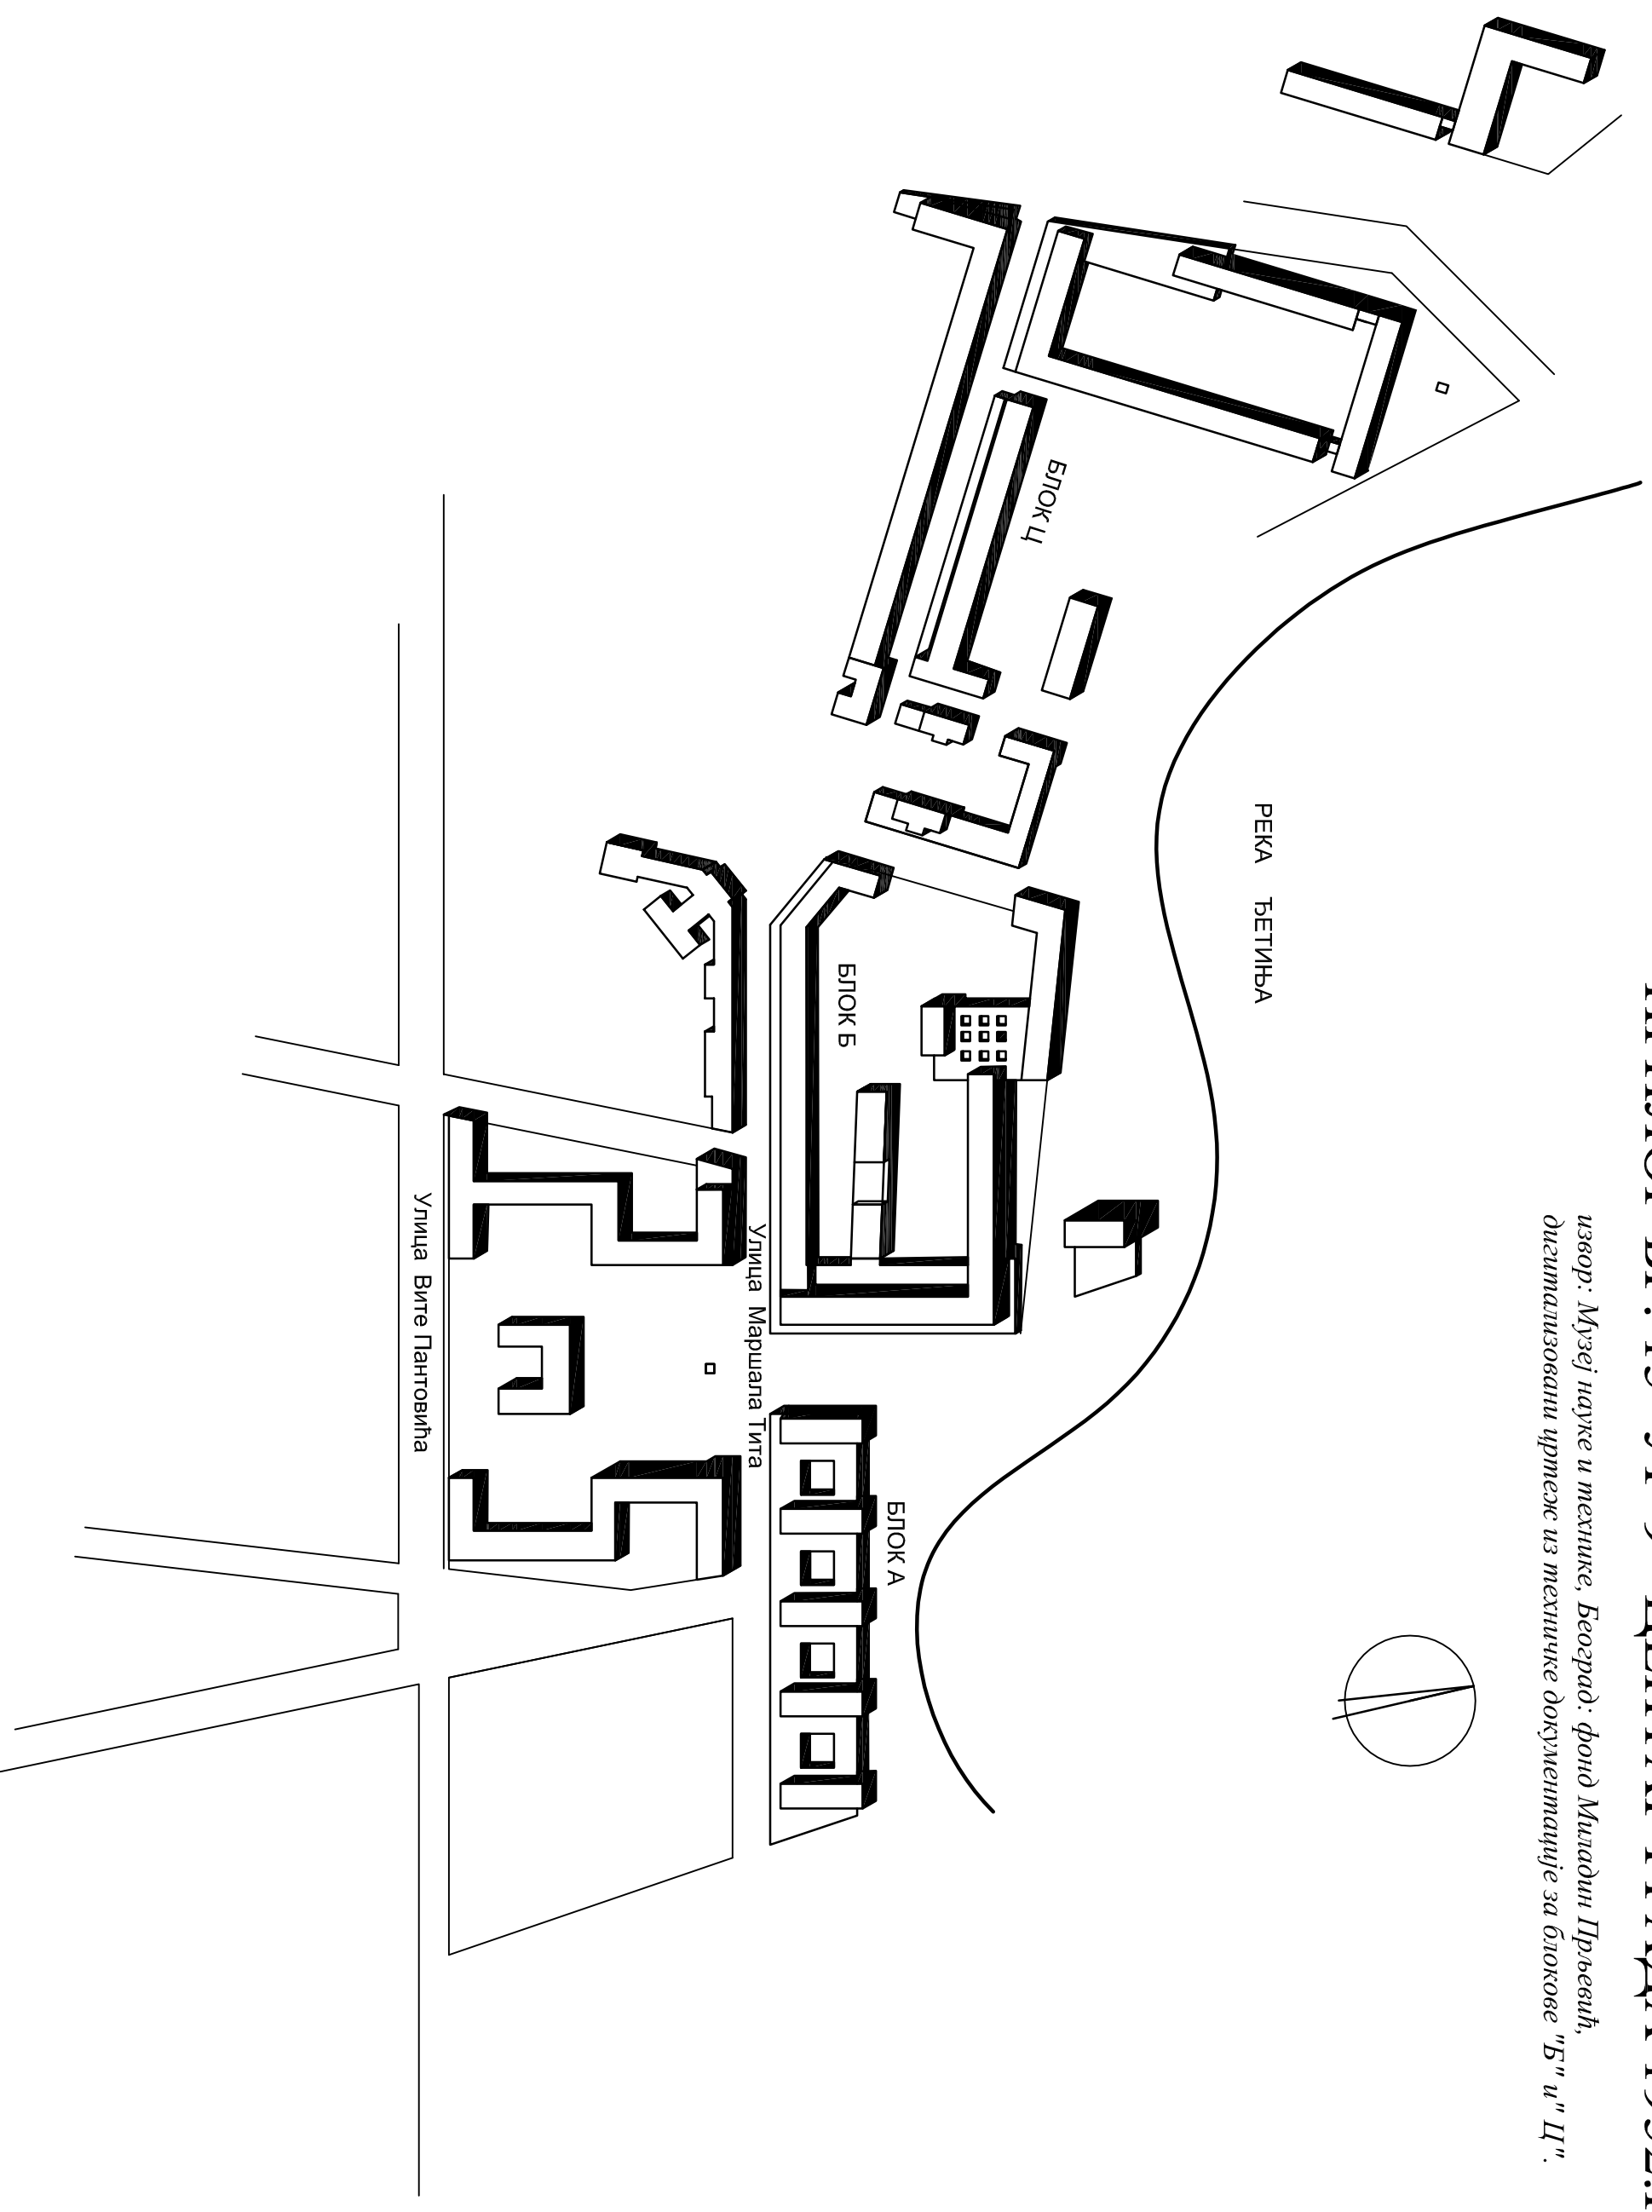 извор: Музеј науке и технике, Београд: фонд Миладин Прљевић,
дигитализовани цртеж из техничке документације за блокове "Б" и" Ц".
РЕКА ЂЕТИЊА
БЛОК Ц
БЛОК Б
БЛОК А
Улица Маршала Тита
Улица Вите Пантовића